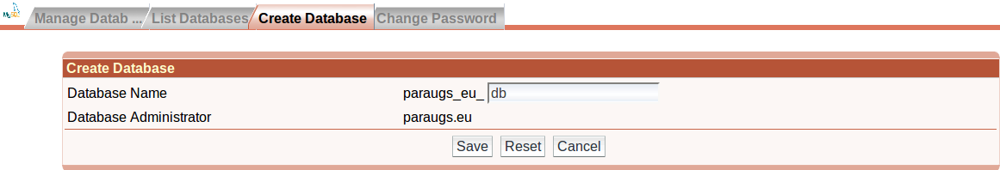 MySQL Manage Datab ... List Databases Create Database Change Password
Create Database
Database Name paraugs_eu_ db
Database Administrator paraugs.eu
Save Reset Cancel